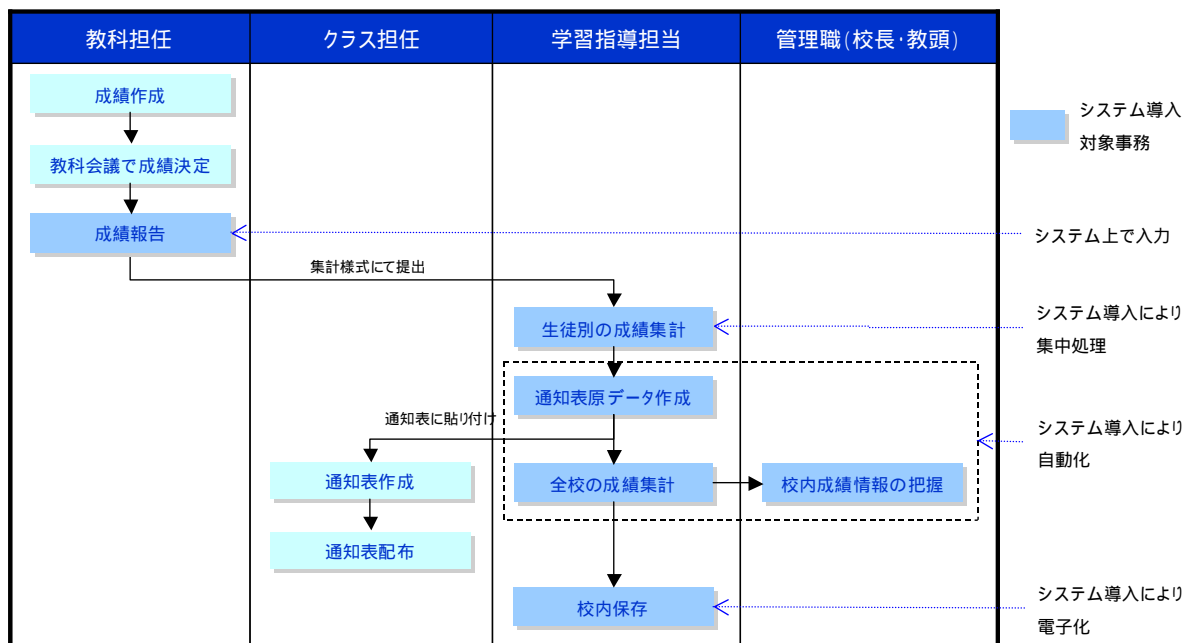 教科担任
クラス担任
学習指導担当
管理職(校長・教頭)
成績作成
システム導入
対象事務
教科会議で成績決定
成績報告
システム上で入力
集計様式にて提出
生徒別の成績集計
システム導入により
集中処理
通知表原データ作成
通知表に貼り付け
システム導入により
自動化
通知表作成
全校の成績集計
校内成績情報の把握
通知表配布
校内保存
システム導入により
電子化